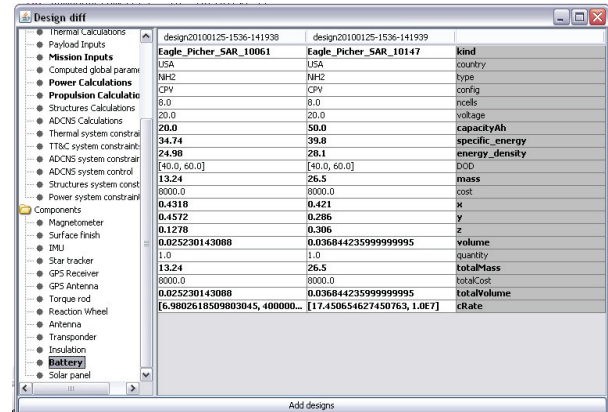 Design diff
Thermal Calculations
Payload Inputs
Mission Inputs
Computed global parame
Power Calculations
Propulsion Calculatio
Structures Calculations
ADCNS Calculations
Thermal system constrai
TT&C system constraint:
ADCNS system constrair
ADCNS system control
Structures system const
Power system constraint
Components
Magnetometer
Surface finish
IMU
Star tracker
GPS Receiver
GPS Antenna
Torque rod
Reaction Wheel
Antenna
Transponder
Insulation
Battery
Solar panel
design20100125-1536-141938 design20100125-1536-141939
Eagle_Picher_SAR_10061 Eagle_Picher_SAR_10147 kind
USA USA country
NiH2 NiH2 type
CPV CPV config
8.0 8.0 ncells
20.0 20.0 voltage
20.0 50.0 capacityAh
34.74 39.8 specific_energy
24.98 28.1 energy_density
[40.0, 60.0] [40.0, 60.0] DOD
13.24 26.5 mass
8000.0 8000.0 cost
0.4318 0.421 x
0.4572 0.286 y
0.1278 0.306 z
0.025230143088 0.036844235999999995 volume
1.0 1.0 quantity
13.24 26.5 totalMass
8000.0 8000.0 totalCost
0.025230143088 0.036844235999999995 totalVolume
[6.9802618509803045, 400000... [17.450654627450763, 1.0E7] cRate
Add designs